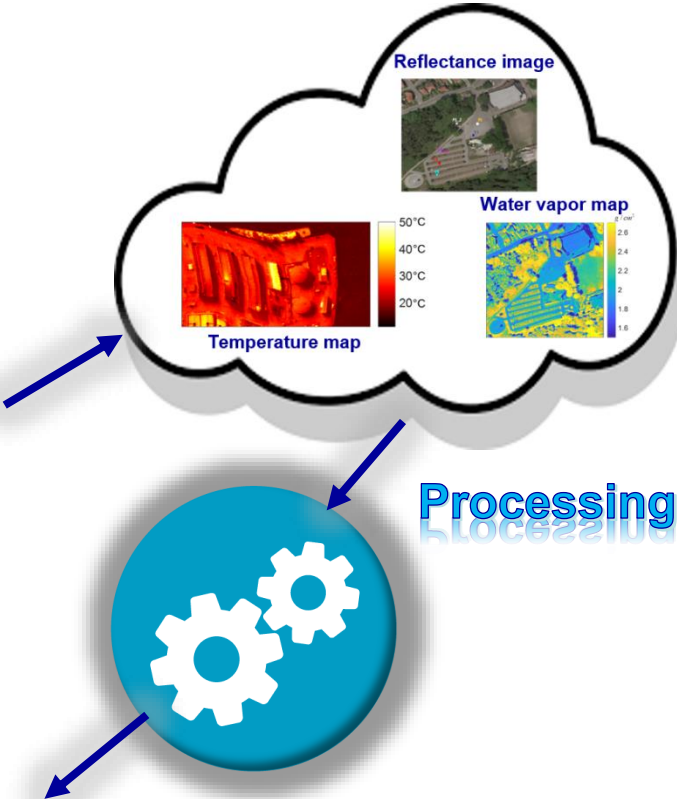 Reflectance image
Water vapor map
g / cm²
2.6
2.4
2.2
2
1.8
1.6
50°C
40°C
30°C
20°C
Temperature map
Processing